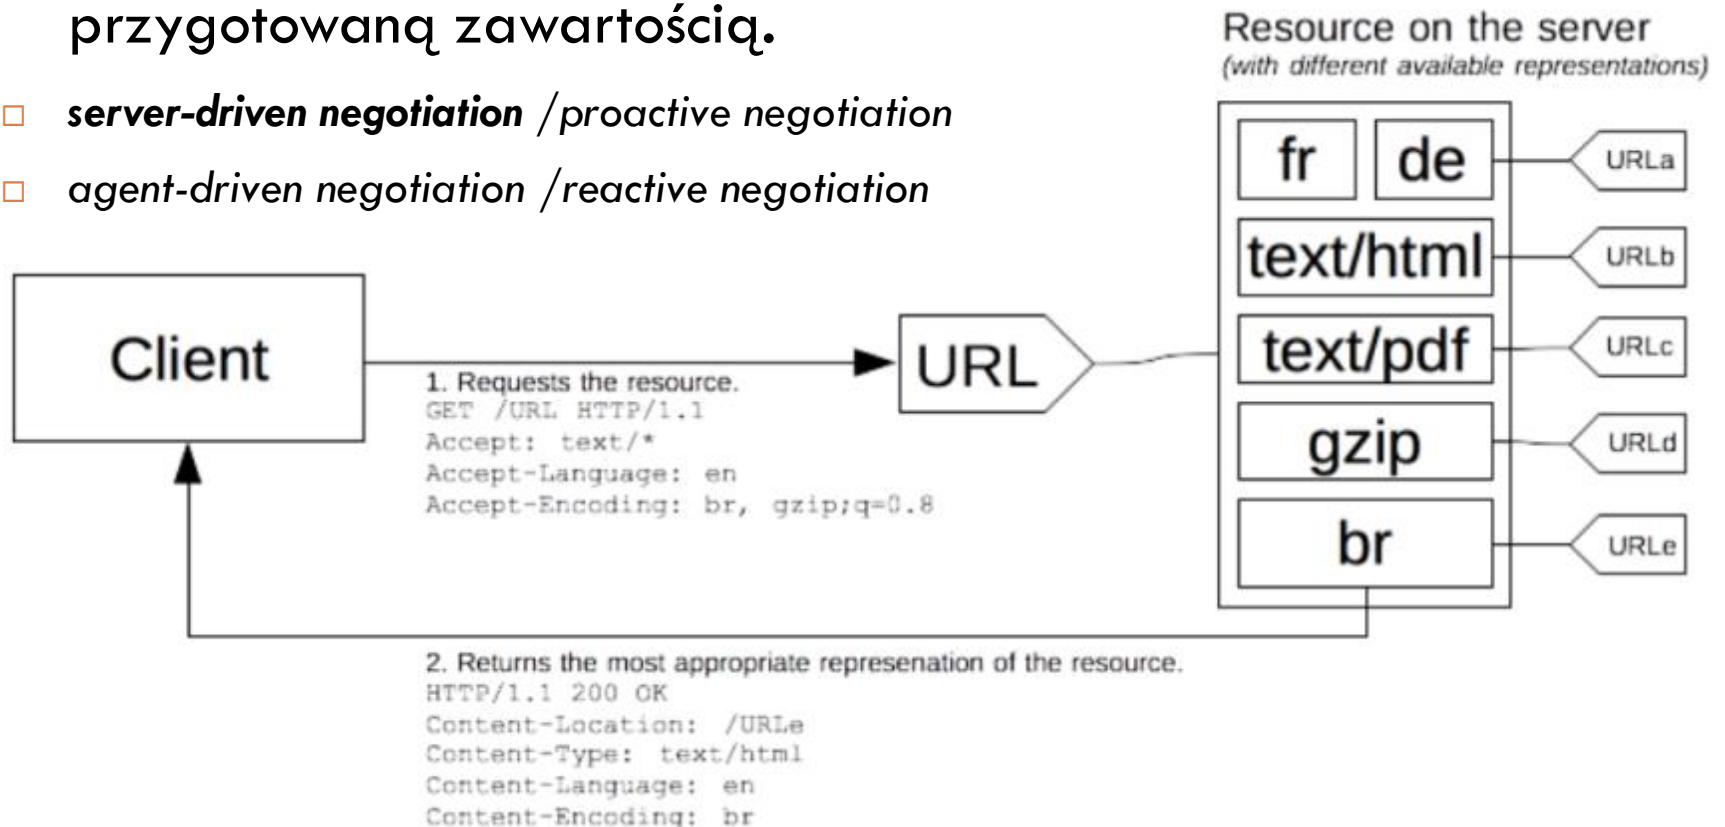 przygotowaną zawartością.
server-driven negotiation /proactive negotiation
agent-driven negotiation /reactive negotiation
Resource on the server
(with different available representations)
fr de URLa
text/html URLb
text/pdf URLc
gzip URLd
br URLe
Client
URL
1. Requests the resource.
GET /URL HTTP/1.1
Accept: text/*
Accept-Language: en
Accept-Encoding: br, gzip;q=0.8
2. Returns the most appropriate represenation of the resource.
HTTP/1.1 200 OK
Content-Location: /URLe
Content-Type: text/html
Content-Language: en
Content-Encoding: br